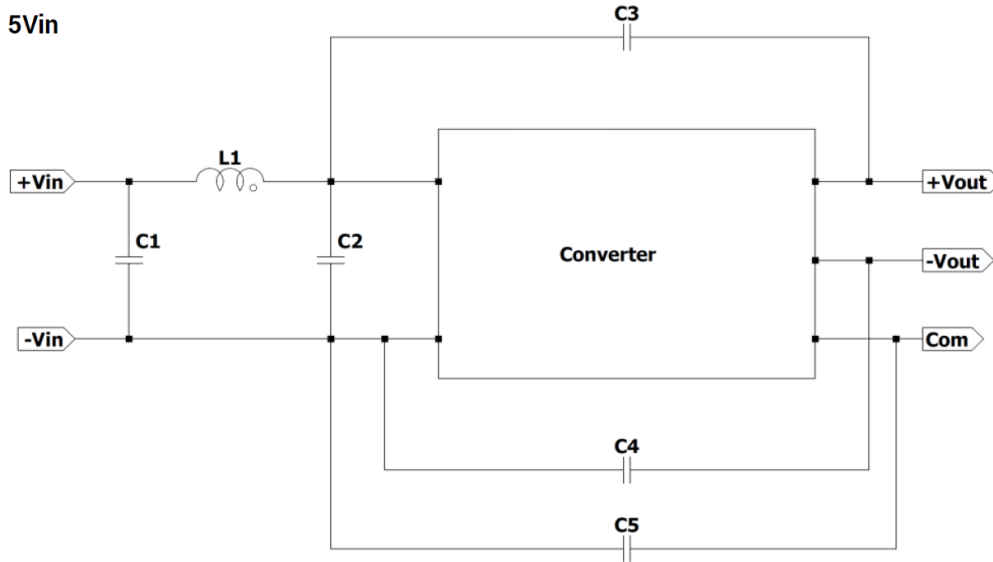 5Vin
C3
L1
+Vin
+Vout
C1
C2
Converter
-Vout
-Vin
Com
C4
C5